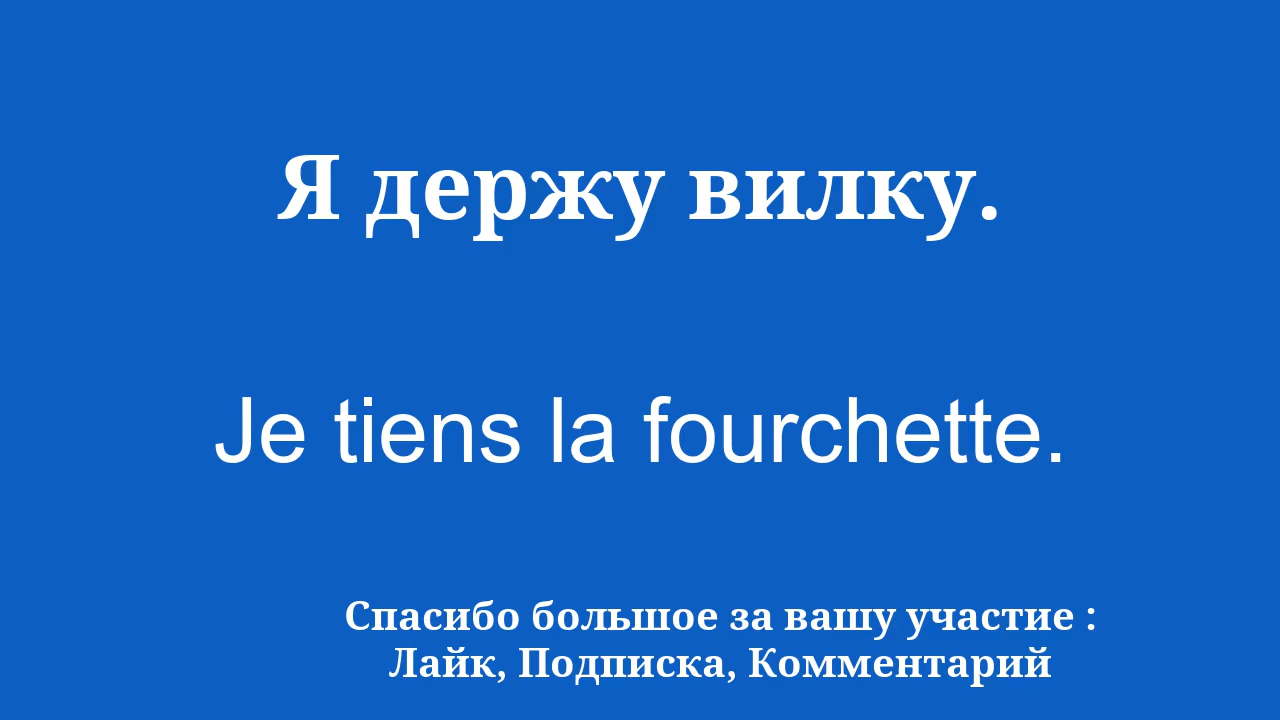 Я держу вилку.
Je tiens la fourchette.
Спасибо большое за вашу участие :
Лайк, Подписка, Комментарий